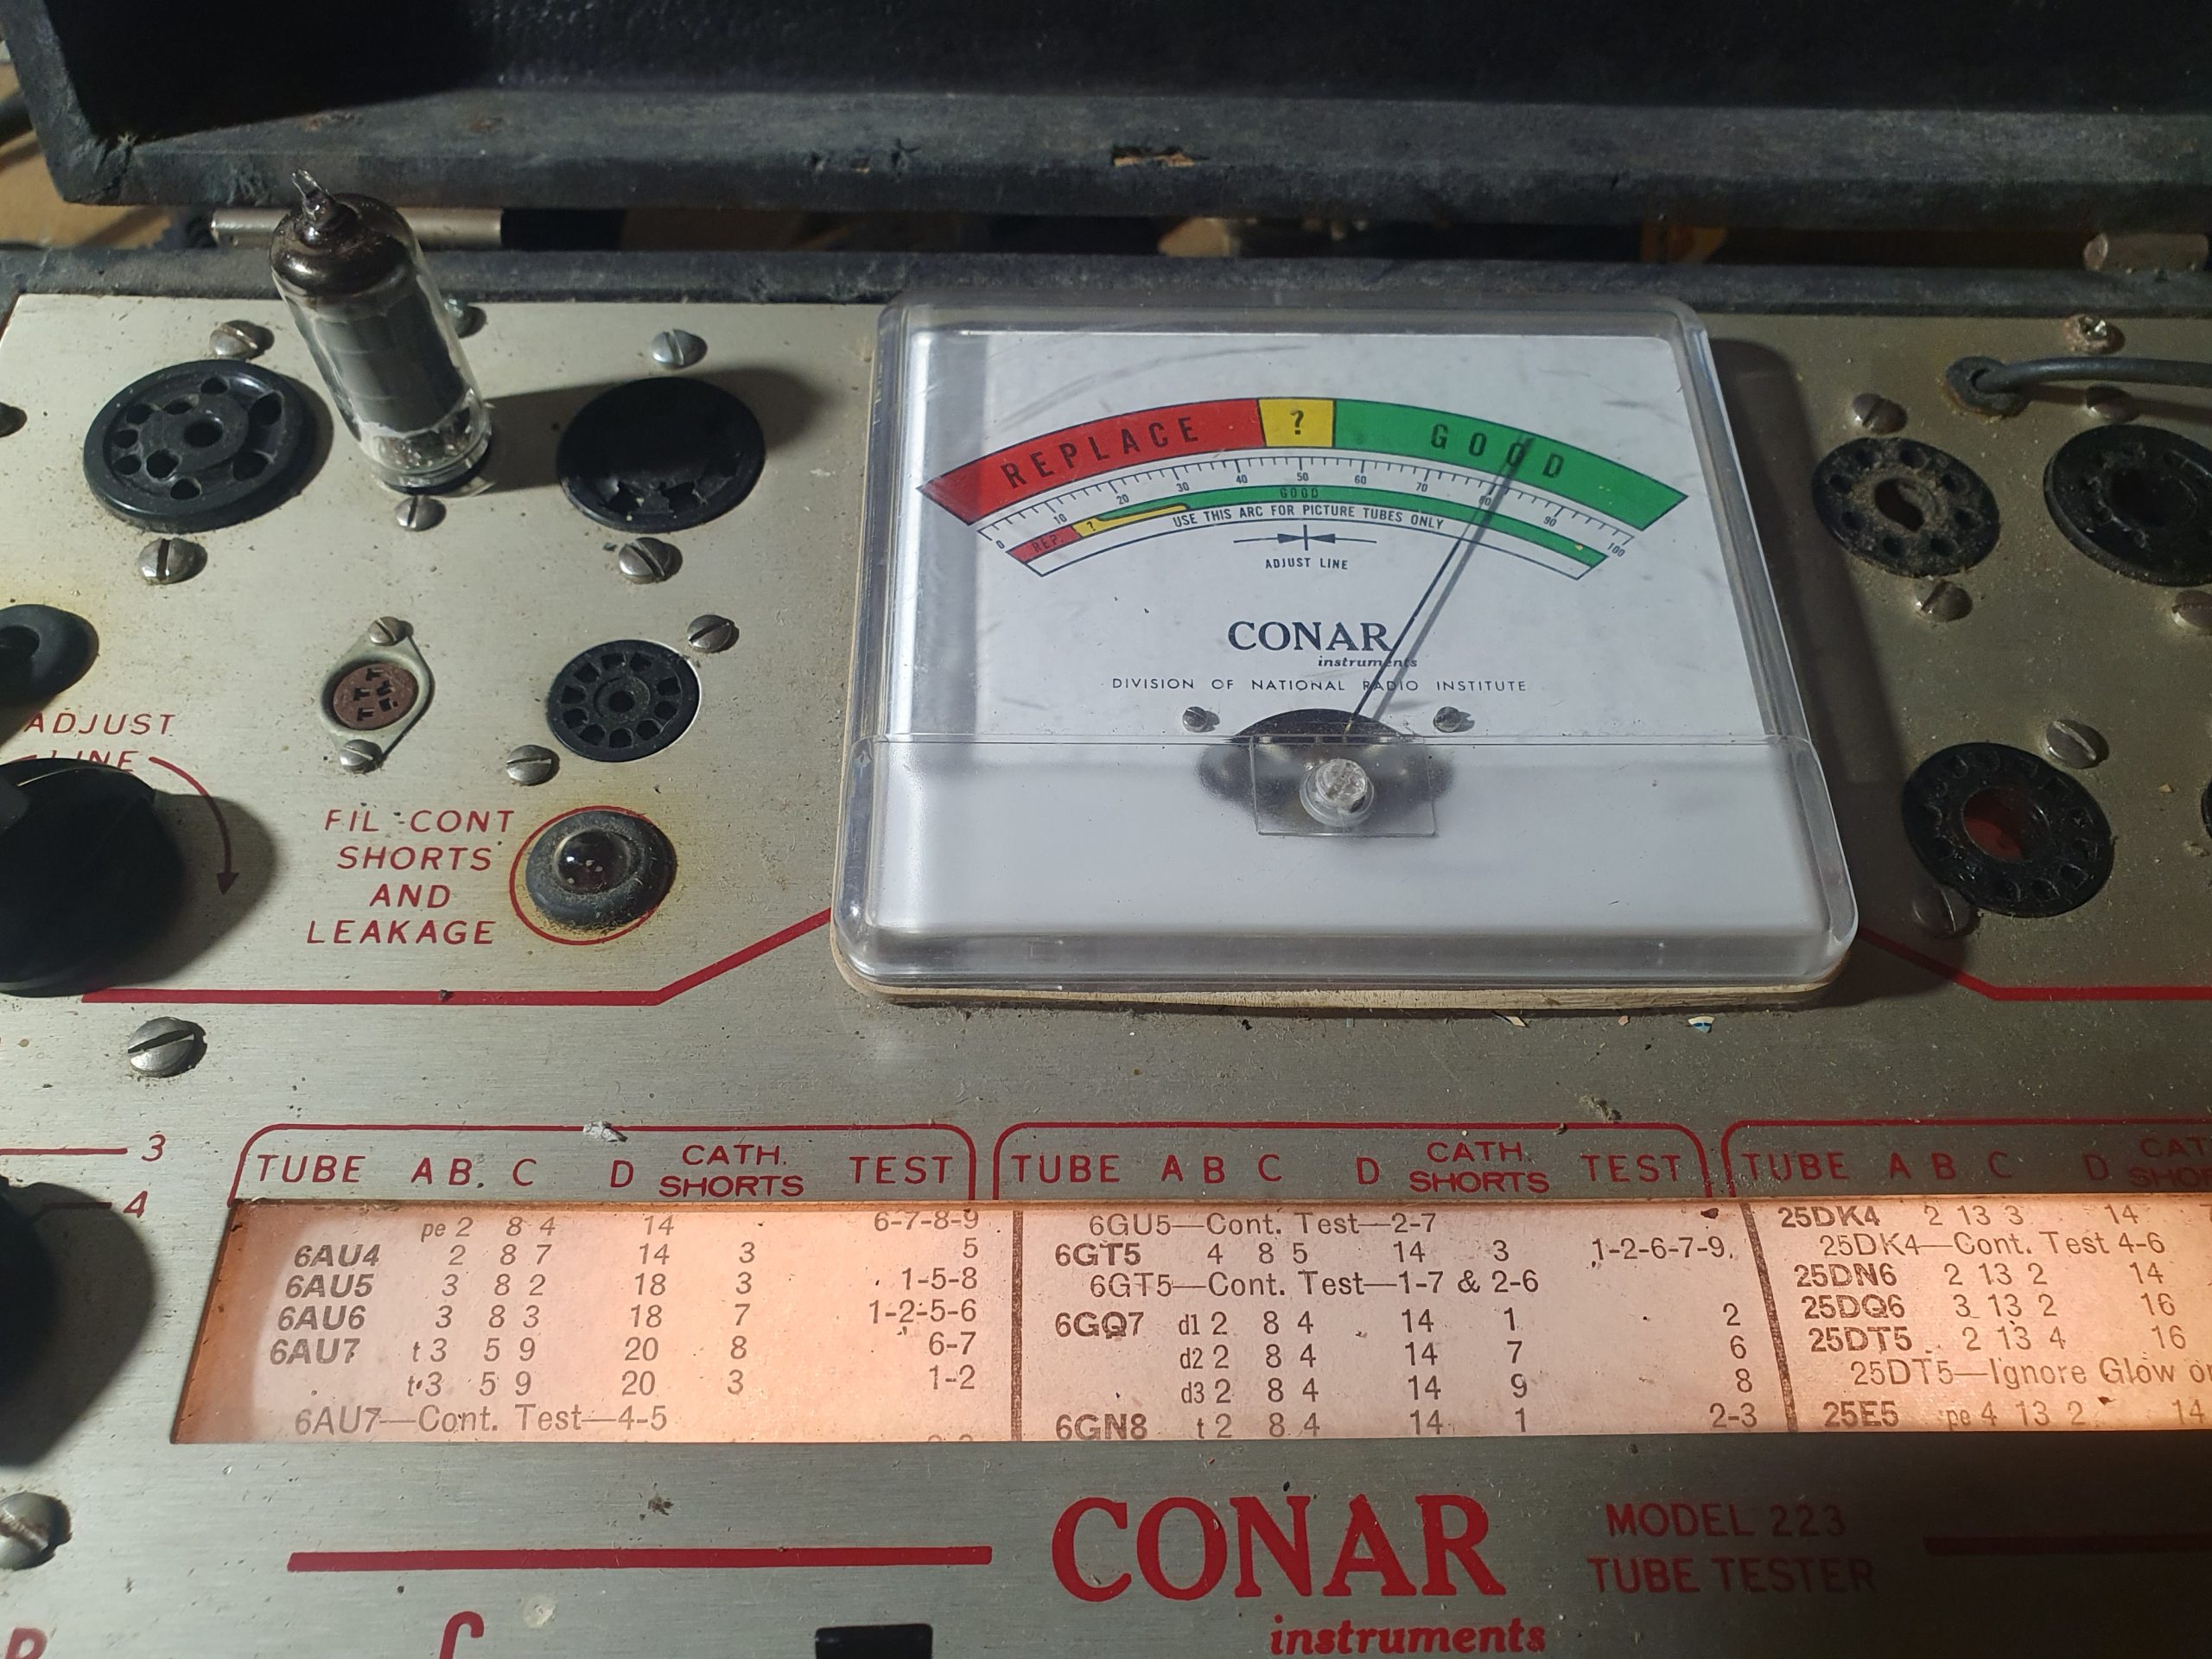 REPLACE ? GOOD
0 10 20 30 40 50 60 70 80 90 100
REP. ? GOOD
USE THIS ARC FOR PICTURE TUBES ONLY
ADJUST LINE
CONAR
instruments
DIVISION OF NATIONAL RADIO INSTITUTE
ADJUST
LINE
FIL CONT
SHORTS
AND
LEAKAGE
3
4
TUBE A B. C D CATH. SHORTS TEST
pe 2 8 4 14 6-7-8-9
6AU4 2 8 7 14 3 5
6AU5 3 8 2 18 3 1-5-8
6AU6 3 8 3 18 7 1-2-5-6
6AU7 t 3 5 9 20 8 6-7
t 3 5 9 20 3 1-2
6AU7—Cont. Test—4-5
TUBE A B C D CATH. SHORTS TEST
6GU5—Cont. Test—2-7
6GT5 4 8 5 14 3 1-2-6-7-9
6GT5—Cont. Test—1-7 & 2-6
6GQ7 d1 2 8 4 14 1 2
d2 2 8 4 14 7 6
d3 2 8 4 14 9 8
6GN8 t 2 8 4 14 1 2-3
TUBE A B C D CAT SHORTS
25DK4 2 13 3 14 7
25DK4—Cont. Test 4-6
25DN6 2 13 2 14
25DQ6 3 13 2 16
25DT5 2 13 4 16
25DT5—Ignore Glow or
25E5 pe 4 13 2 14
CONAR
instruments
MODEL 223
TUBE TESTER